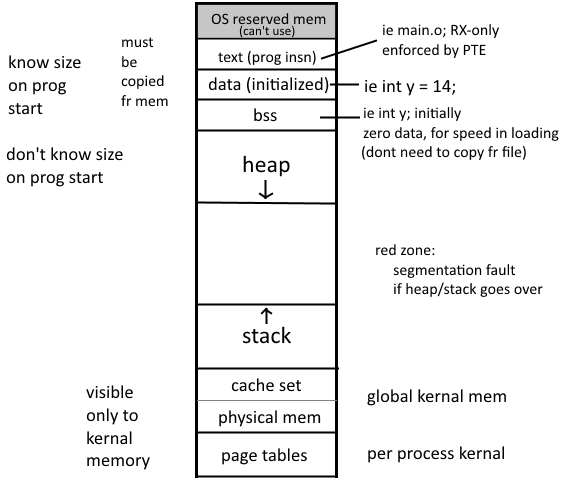 OS reserved mem
(can't use)
text (prog insn)
data (initialized)
bss
heap
stack
cache set
physical mem
page tables
know size
on prog
start
must
be
copied
fr mem
don't know size
on prog start
ie main.o; RX-only
enforced by PTE
ie int y = 14;
ie int y; initially
zero data, for speed in loading
(dont need to copy fr file)
red zone:
segmentation fault
if heap/stack goes over
visible
only to
kernal
memory
global kernal mem
per process kernal